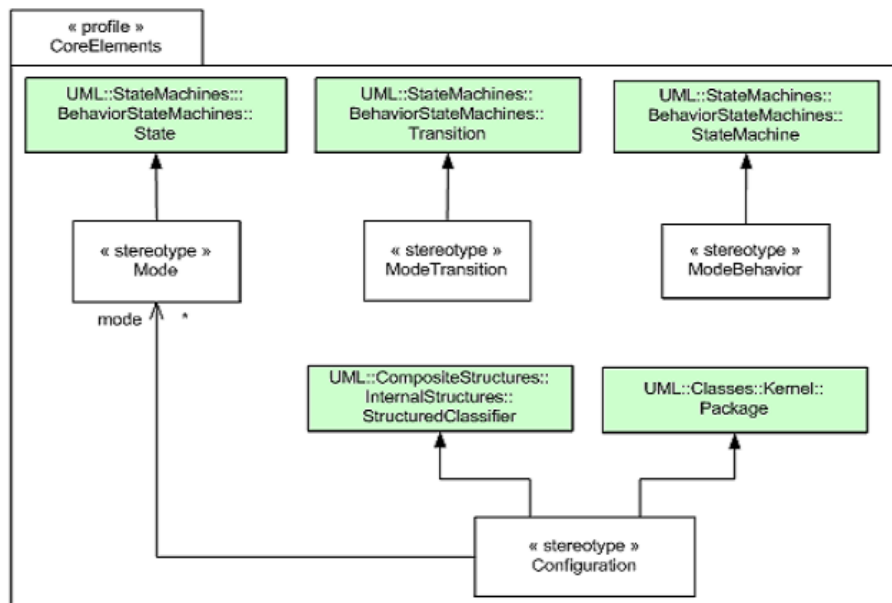 « profile »
CoreElements
UML::StateMachines:::
BehaviorStateMachines::
State
UML::StateMachines::
BehaviorStateMachines::
Transition
UML::StateMachines::
BehaviorStateMachines::
StateMachine
« stereotype »
Mode
« stereotype »
ModeTransition
« stereotype »
ModeBehavior
mode *
UML::CompositeStructures::
InternalStructures::
StructuredClassifier
UML::Classes::Kernel::
Package
« stereotype »
Configuration